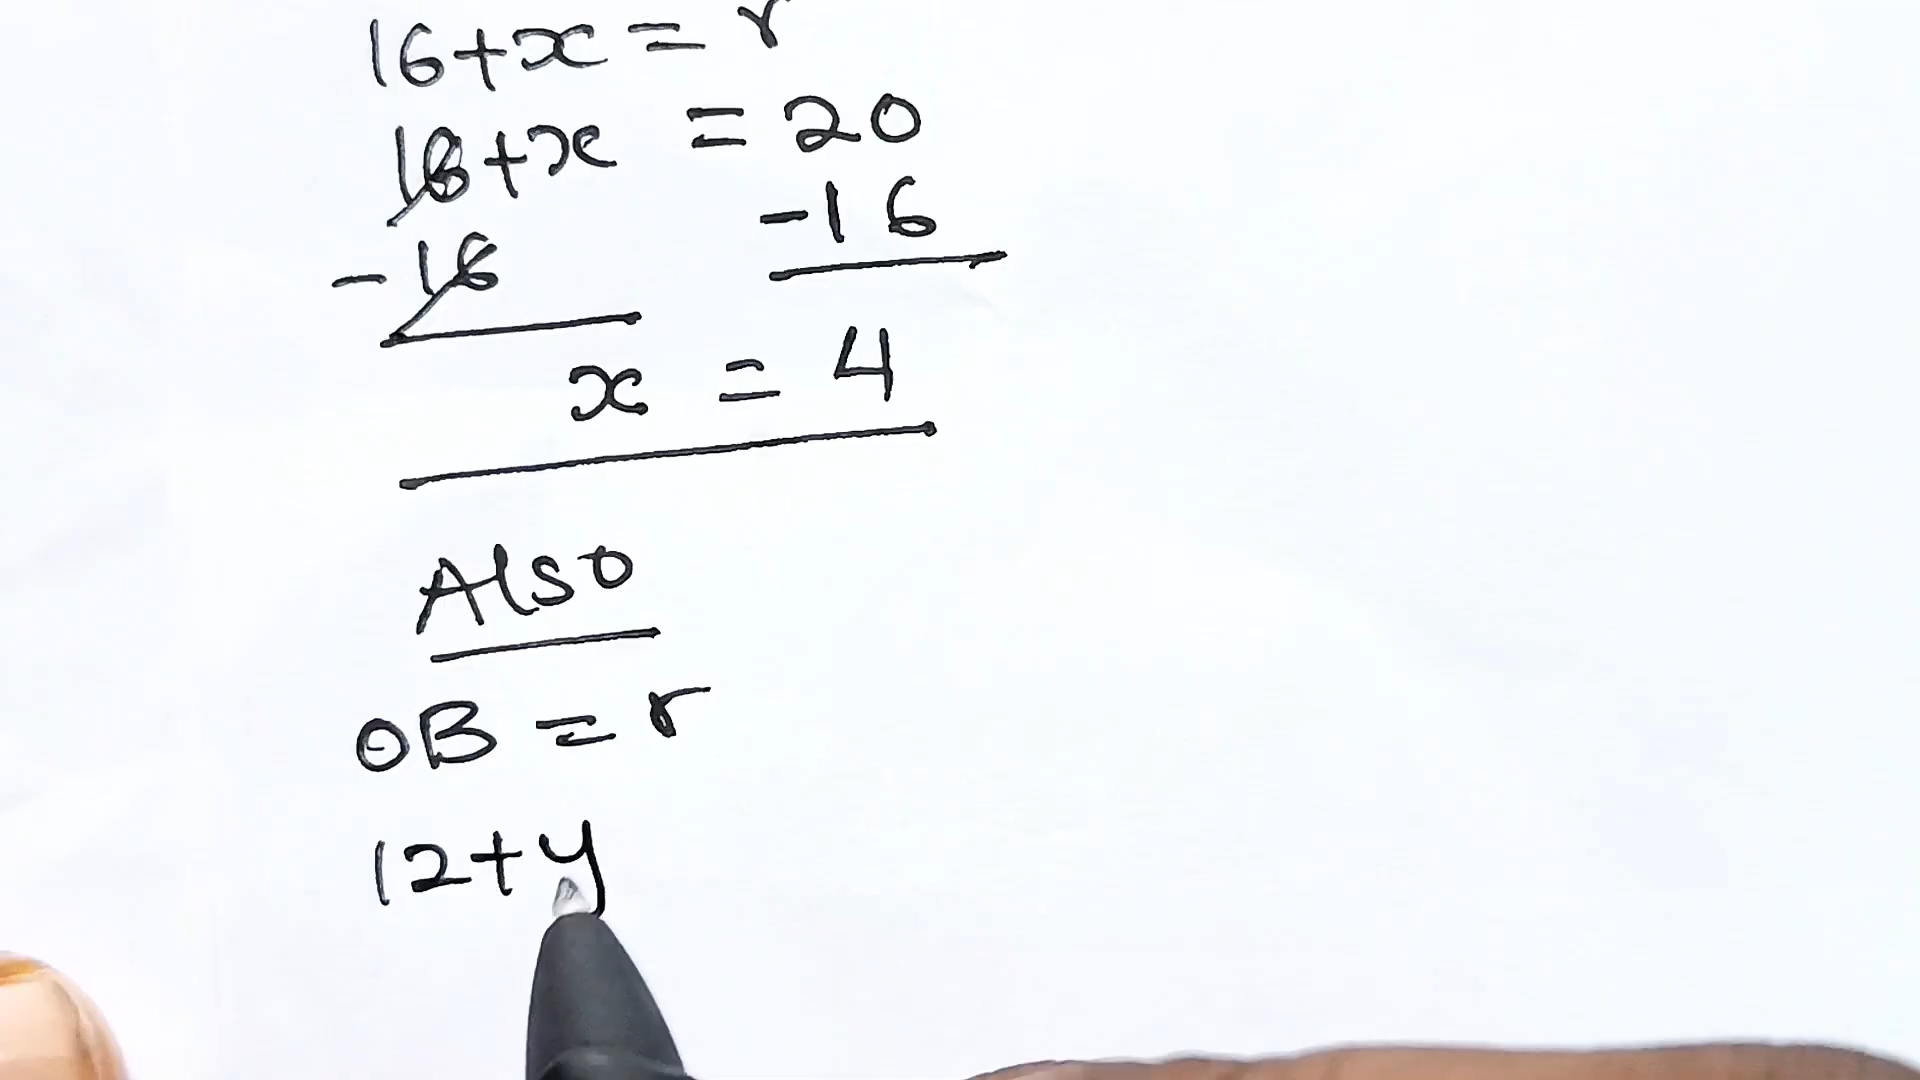 16+x = r
16+x = 20
-16 -16
x = 4
Also
OB = r
12+y